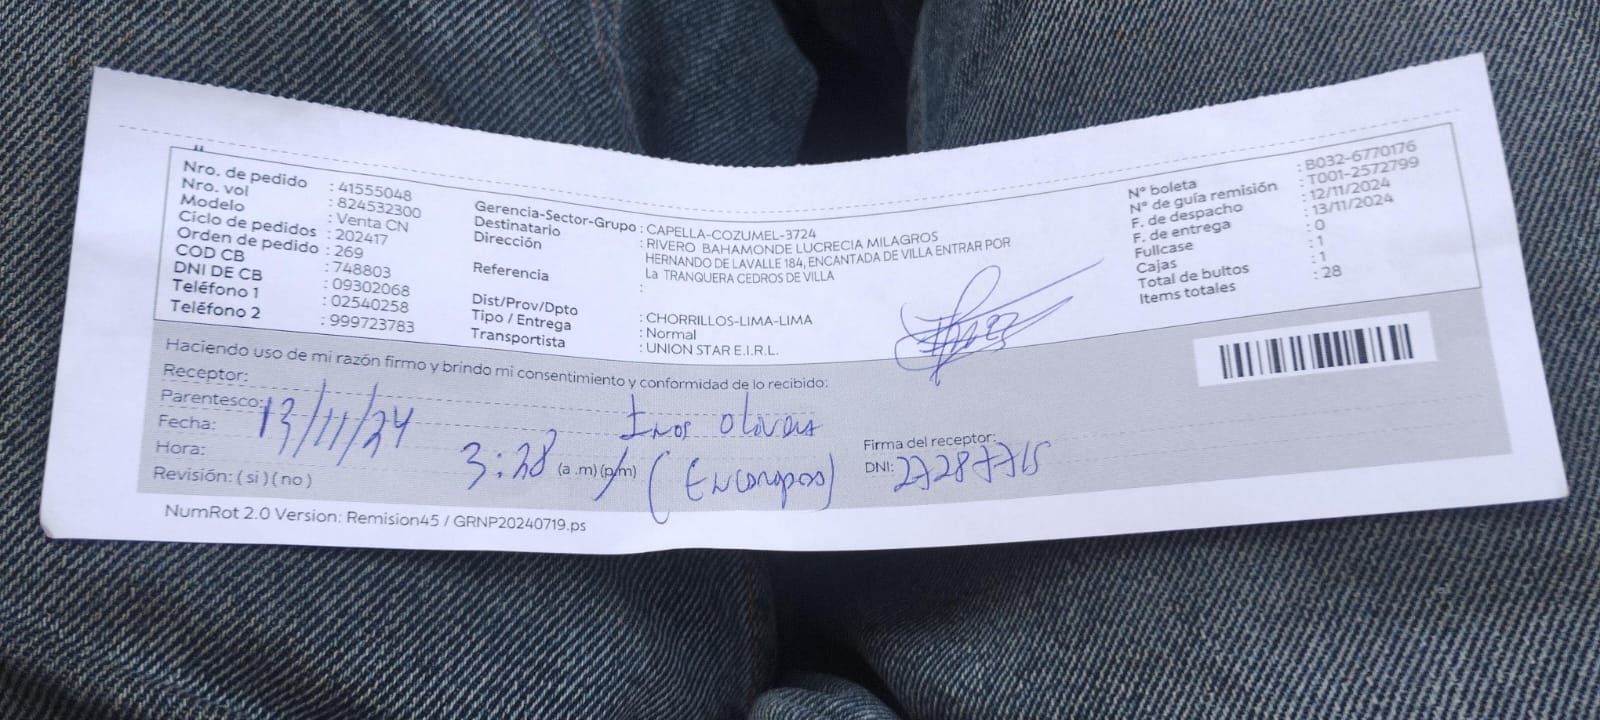 Nro. de pedido : 41555048
Nro. vol : 824532300
Modelo : Venta CN
Ciclo de pedidos : 202417
Orden de pedido : 269
COD CB : 748803
DNI DE CB : 09302068
Teléfono 1 : 02540258
Teléfono 2 : 999723783
Gerencia-Sector-Grupo : CAPELLA-COZUMEL-3724
Destinatario : RIVERO BAHAMONDE LUCRECIA MILAGROS
Dirección : HERNANDO DE LAVALLE 184, ENCANTADA DE VILLA ENTRAR POR
La TRANQUERA CEDROS DE VILLA
Referencia :
Dist/Prov/Dpto : CHORRILLOS-LIMA-LIMA
Tipo / Entrega : Normal
Transportista : UNION STAR E.I.R.L.
N° boleta : B032-6770176
N° de guía remisión : T001-2572799
F. de despacho : 12/11/2024
F. de entrega : 13/11/2024
Fullcase : 0
Cajas : 1
Total de bultos : 1
Items totales : 28
Haciendo uso de mi razón firmo y brindo mi consentimiento y conformidad de lo recibido:
Receptor:
Parentesco:
Fecha: 13/11/24
Hora: 3:28 (a .m) (p/m)
Revisión: ( si ) ( no )
Firma del receptor:
DNI:
NumRot 2.0 Version: Remision45 / GRNP20240719.ps